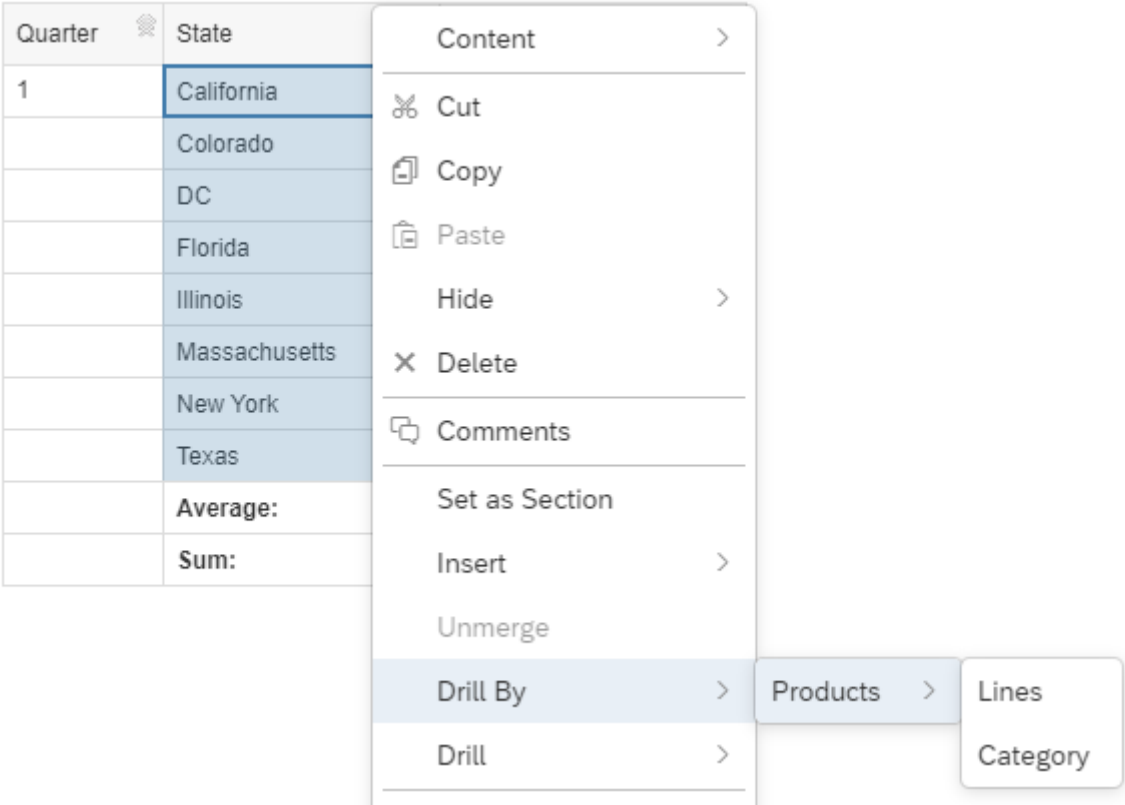 Quarter State
1 California
Colorado
DC
Florida
Illinois
Massachusetts
New York
Texas
Average:
Sum:
Content
Cut
Copy
Paste
Hide
Delete
Comments
Set as Section
Insert
Unmerge
Drill By
Drill
Products
Lines
Category